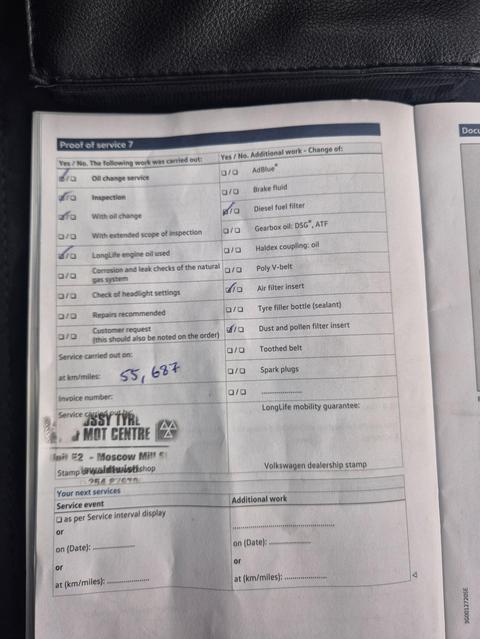 Proof of service 7
Docu
Yes / No. The following work was carried out:
Oil change service
Inspection
With oil change
With extended scope of inspection
LongLife engine oil used
Corrosion and leak checks of the natural
gas system
Check of headlight settings
Repairs recommended
Customer request
(this should also be noted on the order)
Service carried out on:
at km/miles: 55,687
Invoice number:
Service carried out by:
SSY TYRE
MOT CENTRE
Unit #2 - Moscow Mill S
Stamp shop
Yes / No. Additional work - Change of:
AdBlue®
Brake fluid
Diesel fuel filter
Gearbox oil: DSG®, ATF
Haldex coupling: oil
Poly V-belt
Air filter insert
Tyre filler bottle (sealant)
Dust and pollen filter insert
Toothed belt
Spark plugs
LongLife mobility guarantee:
Volkswagen dealership stamp
Your next services
Service event
as per Service interval display
or
on (Date):
or
at (km/miles):
Additional work
on (Date):
or
at (km/miles):
3G0012720SE